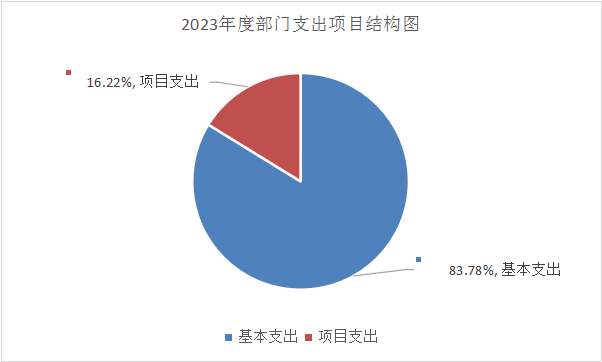 2023年度部门支出项目结构图
16.22%, 项目支出
83.78%, 基本支出
基本支出 项目支出